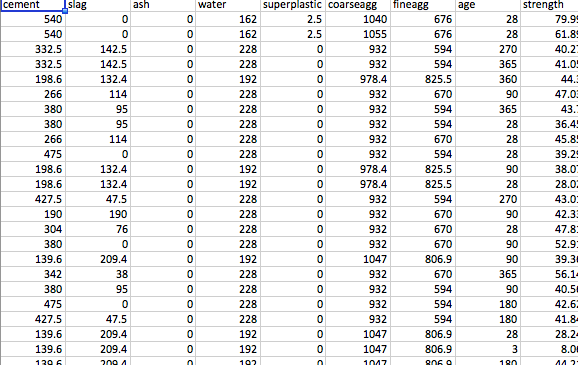 cement slag ash water superplastic coarseagg fineagg age strength
540 0 0 162 2.5 1040 676 28 79.99
540 0 0 162 2.5 1055 676 28 61.89
332.5 142.5 0 228 0 932 594 270 40.27
332.5 142.5 0 228 0 932 594 365 41.05
198.6 132.4 0 192 0 978.4 825.5 360 44.3
266 114 0 228 0 932 670 90 47.03
380 95 0 228 0 932 594 365 43.7
380 95 0 228 0 932 594 28 36.45
266 114 0 228 0 932 670 28 45.85
475 0 0 228 0 932 594 28 39.29
198.6 132.4 0 192 0 978.4 825.5 90 38.07
198.6 132.4 0 192 0 978.4 825.5 28 28.02
427.5 47.5 0 228 0 932 594 270 43.01
190 190 0 228 0 932 670 90 42.33
304 76 0 228 0 932 670 28 47.81
380 0 0 228 0 932 670 90 52.91
139.6 209.4 0 192 0 1047 806.9 90 39.36
342 38 0 228 0 932 670 365 56.14
380 95 0 228 0 932 594 90 40.56
475 0 0 228 0 932 594 180 42.62
427.5 47.5 0 228 0 932 594 180 41.84
139.6 209.4 0 192 0 1047 806.9 28 28.24
139.6 209.4 0 192 0 1047 806.9 3 8.06
139.6 209.4 0 192 0 1047 806.9 180